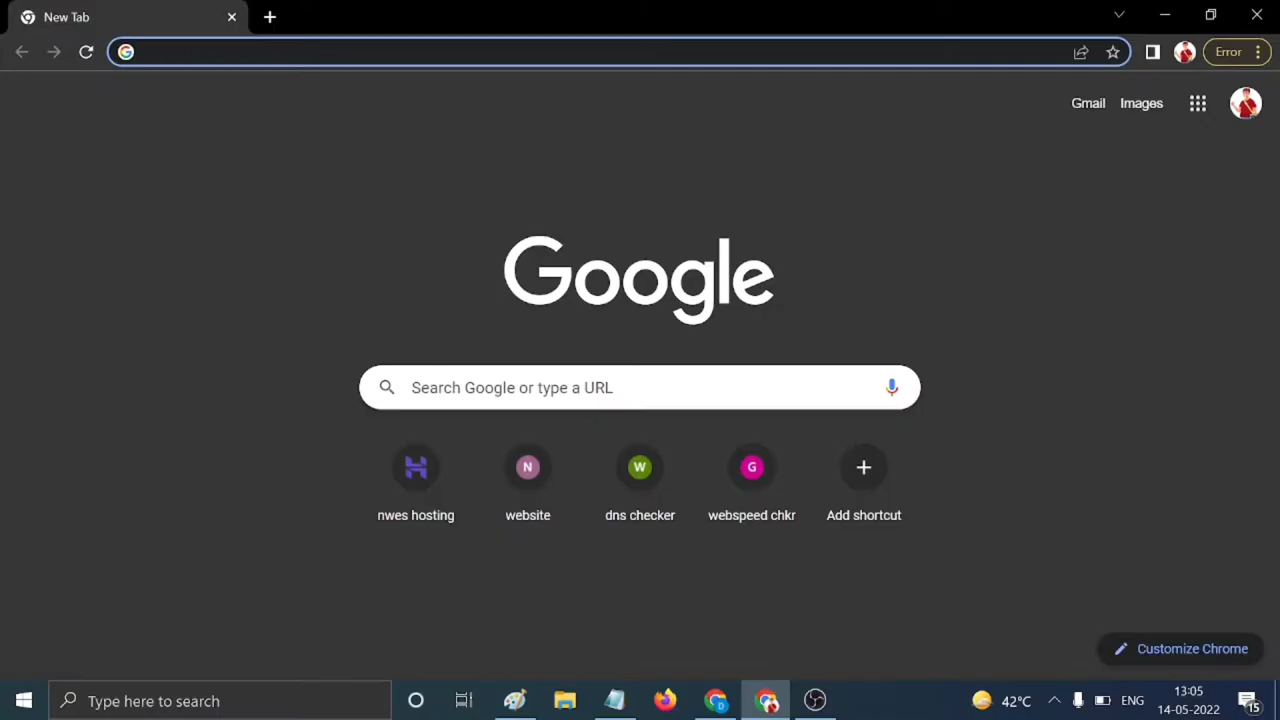 New Tab
Error
Gmail Images
Google
Search Google or type a URL
N W G
nwes hosting website dns checker webspeed chkr Add shortcut
Customize Chrome
Type here to search
D
42°C ENG 13:05
14-05-2022 15